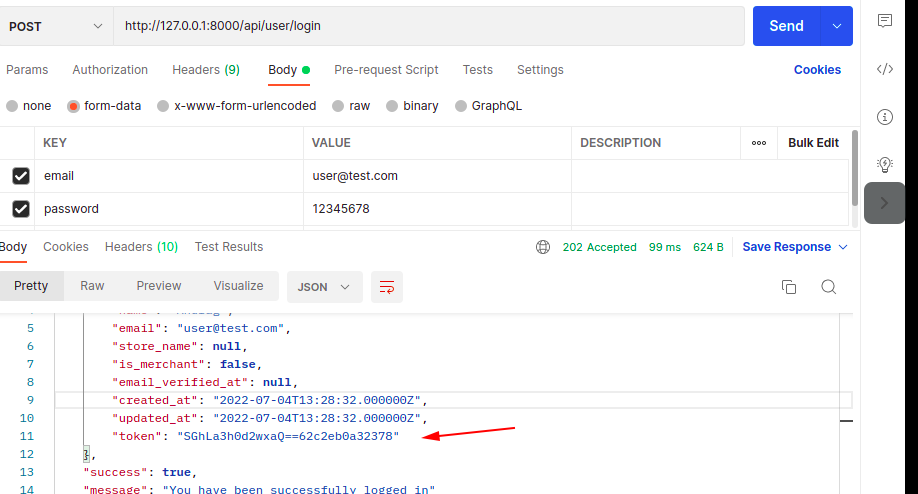 POST http://127.0.0.1:8000/api/user/login Send
Params Authorization Headers (9) Body Pre-request Script Tests Settings Cookies
none form-data x-www-form-urlencoded raw binary GraphQL
KEY VALUE DESCRIPTION Bulk Edit
email user@test.com
password 12345678
Body Cookies Headers (10) Test Results 202 Accepted 99 ms 624 B Save Response
Pretty Raw Preview Visualize JSON
5 "email": "user@test.com",
6 "store_name": null,
7 "is_merchant": false,
8 "email_verified_at": null,
9 "created_at": "2022-07-04T13:28:32.000000Z",
10 "updated_at": "2022-07-04T13:28:32.000000Z",
11 "token": "SGhLa3h0d2wxaQ==62c2eb0a32378"
12 },
13 "success": true,
14 "message": "You have been successfully logged in"